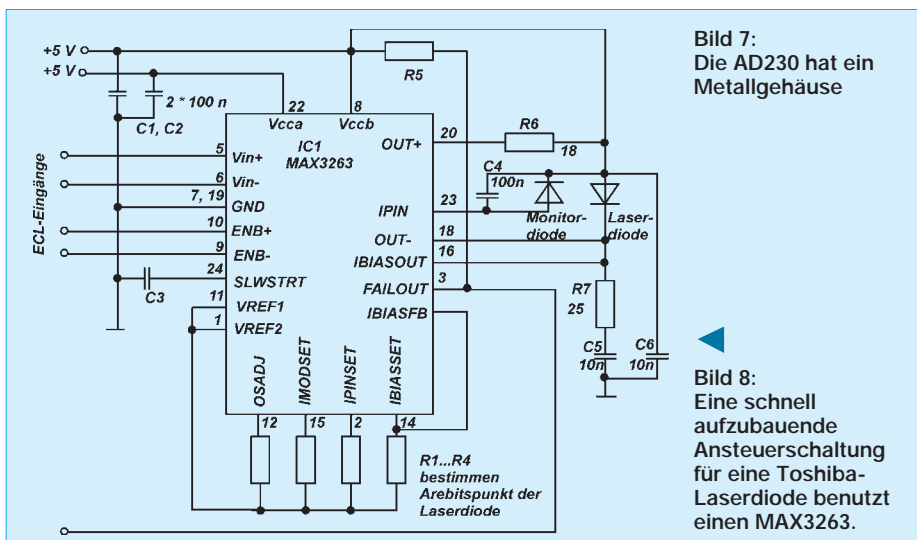 +5 V
+5 V
R5
2 * 100 n
C1, C2
22
8
Vcca
Vccb
IC1
MAX3263
ECL-Eingänge
5
Vin+
6
Vin-
7, 19
GND
10
ENB+
9
ENB-
24
SLWSTRT
C3
11
VREF1
1
VREF2
20
OUT+
R6
18
C4
100n
23
IPIN
Monitor-
diode
Laser-
diode
18
OUT-
16
IBIASOUT
3
FAILOUT
IBIASFB
R7
25
C5
10n
C6
10n
OSADJ
IMODSET
IPINSET
IBIASSET
12
15
2
14
R1...R4
bestimmen
Arebitspunkt der
Laserdiode
Bild 7:
Die AD230 hat ein
Metallgehäuse
Bild 8:
Eine schnell
aufzubauende
Ansteuerschaltung
für eine Toshiba-
Laserdiode benutzt
einen MAX3263.